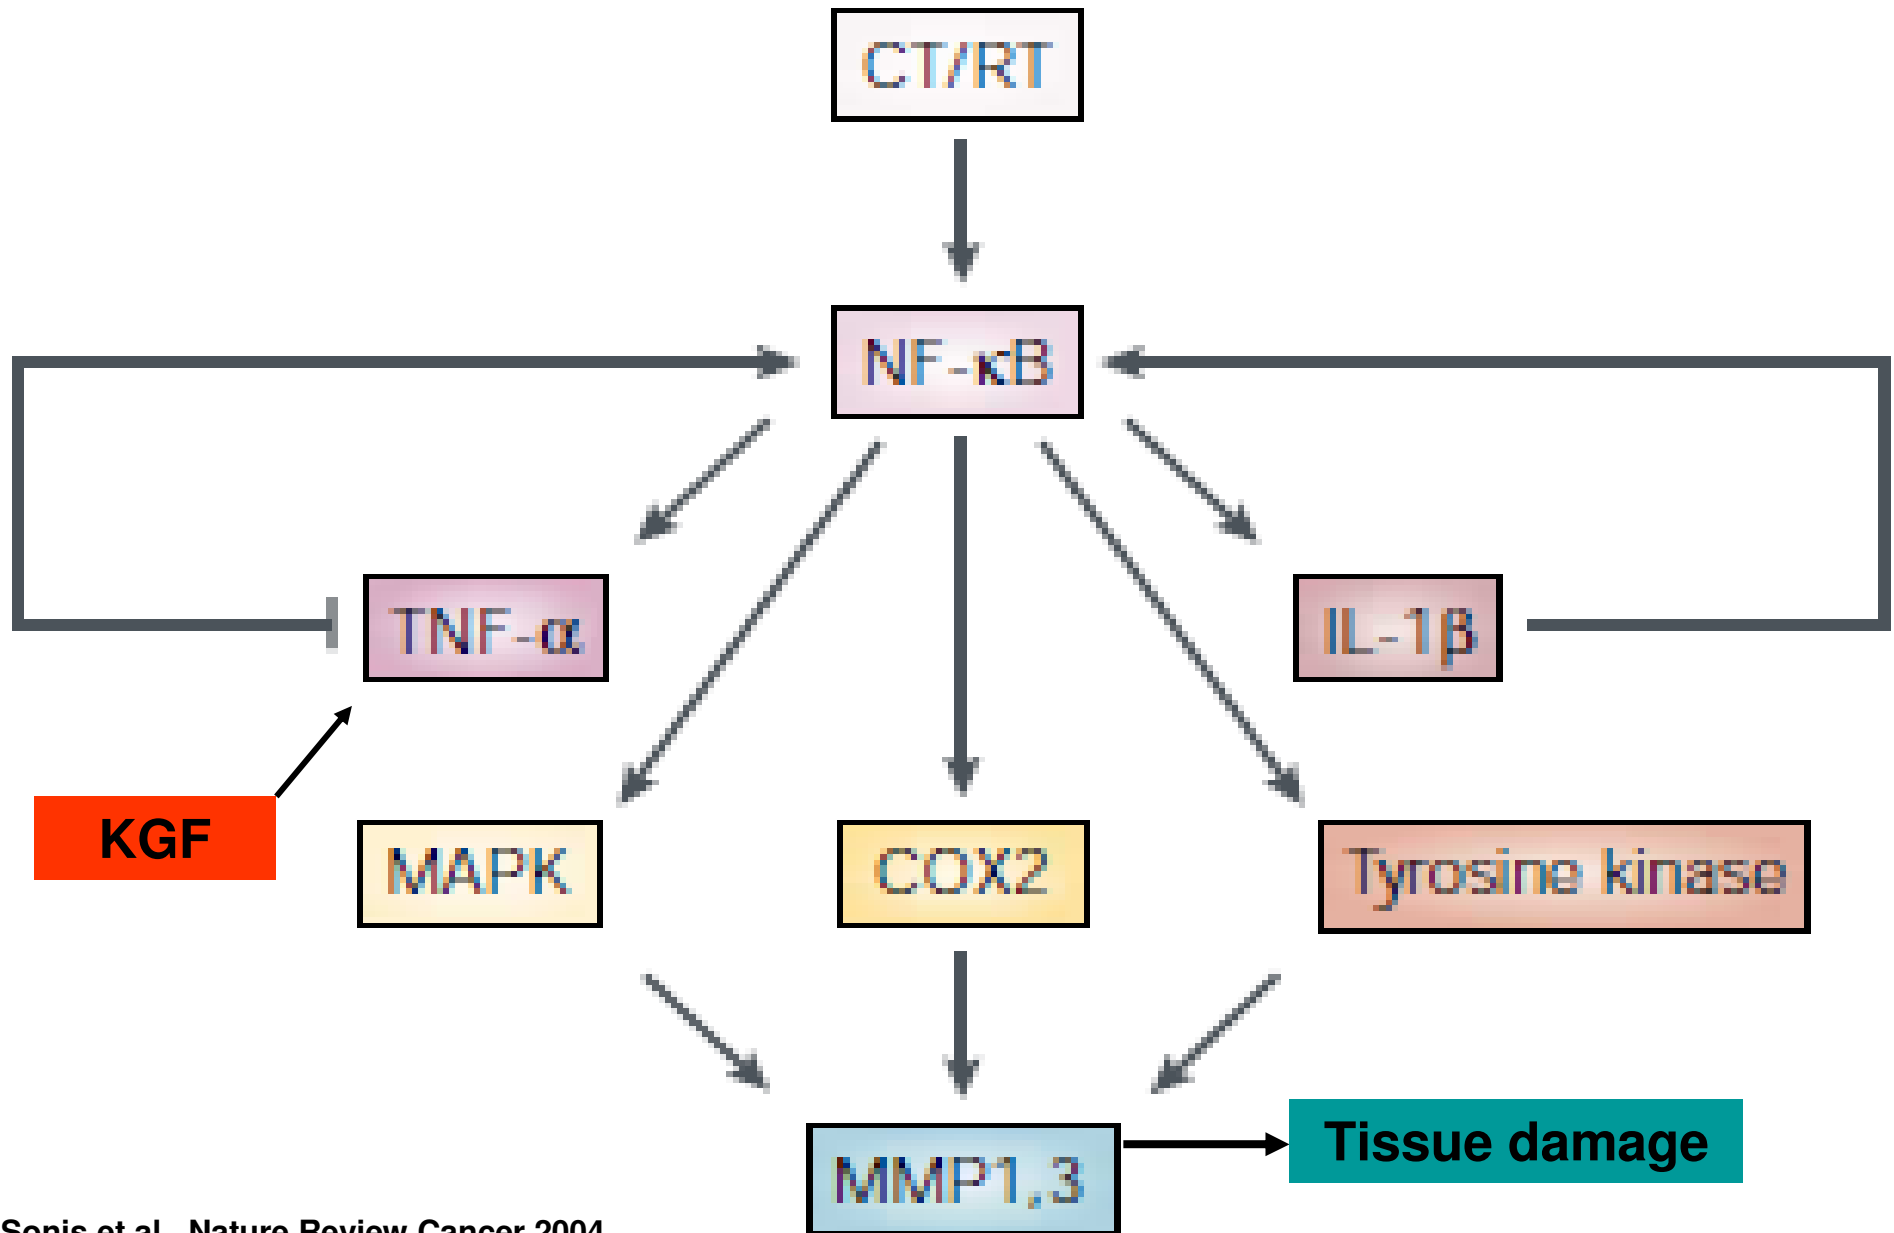 CT/RT
NF-κB
TNF-α
IL-1β
KGF
MAPK
COX2
Tyrosine kinase
Tissue damage
MMP1,3
Sonis et al., Nature Review Cancer 2004